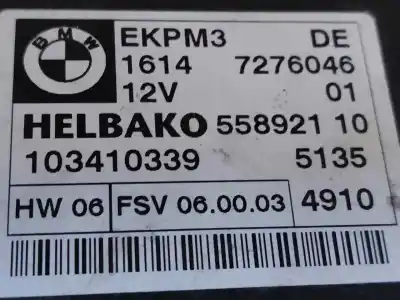 BMW
EKPM3 DE
1614 7276046
12V 01
HELBAKO 558921 10
103410339 5135
HW 06 FSV 06.00.03 4910